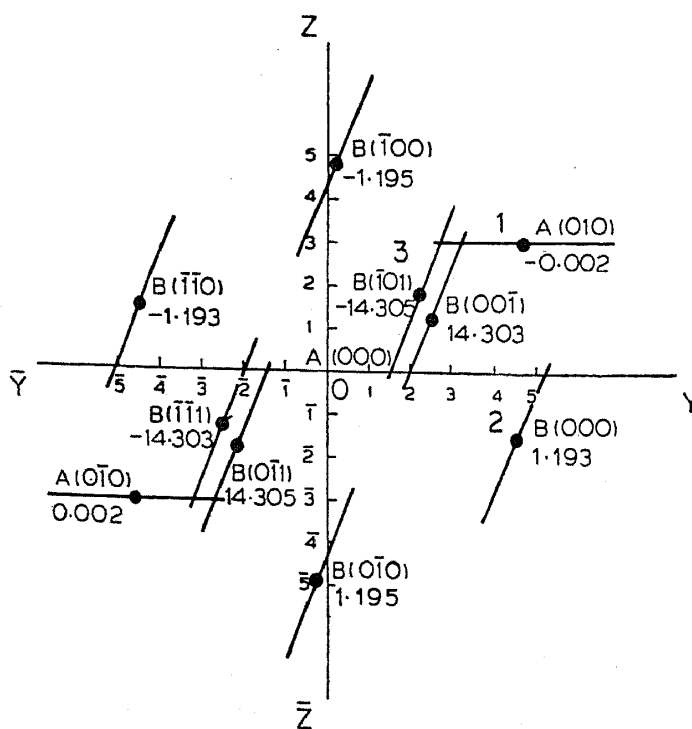 Z
5
B(1̄00)
-1·195
4
1
A(010)
3
3
-0·002
B(1̄01)
2
-14·305
B(001̄)
B(1̄1̄0)
14·303
-1·193
1
A(000)
Ȳ
5̄ 4̄ 3̄ 2̄ 1̄ O 1 2 3 4 5
Y
1̄
B(1̄1̄1)
-14·303
2
B(000)
1·193
B(01̄1)
2̄
A(01̄0)
14·305
3̄
0·002
4̄
5̄
B(01̄0)
1·195
Z̄